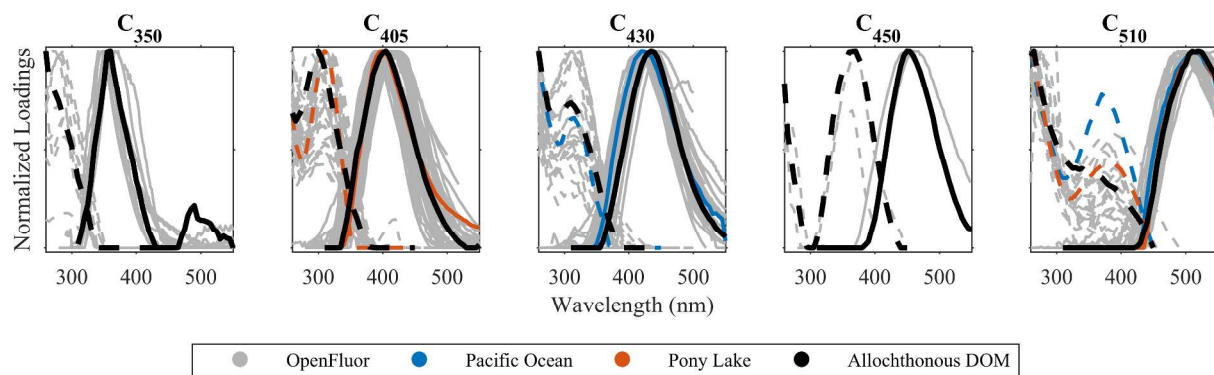 C350 C405 C430 C450 C510
Normalized Loadings
300 400 500 300 400 500 300 400 500 300 400 500 300 400 500
Wavelength (nm)
OpenFluor Pacific Ocean Pony Lake Allochthonous DOM